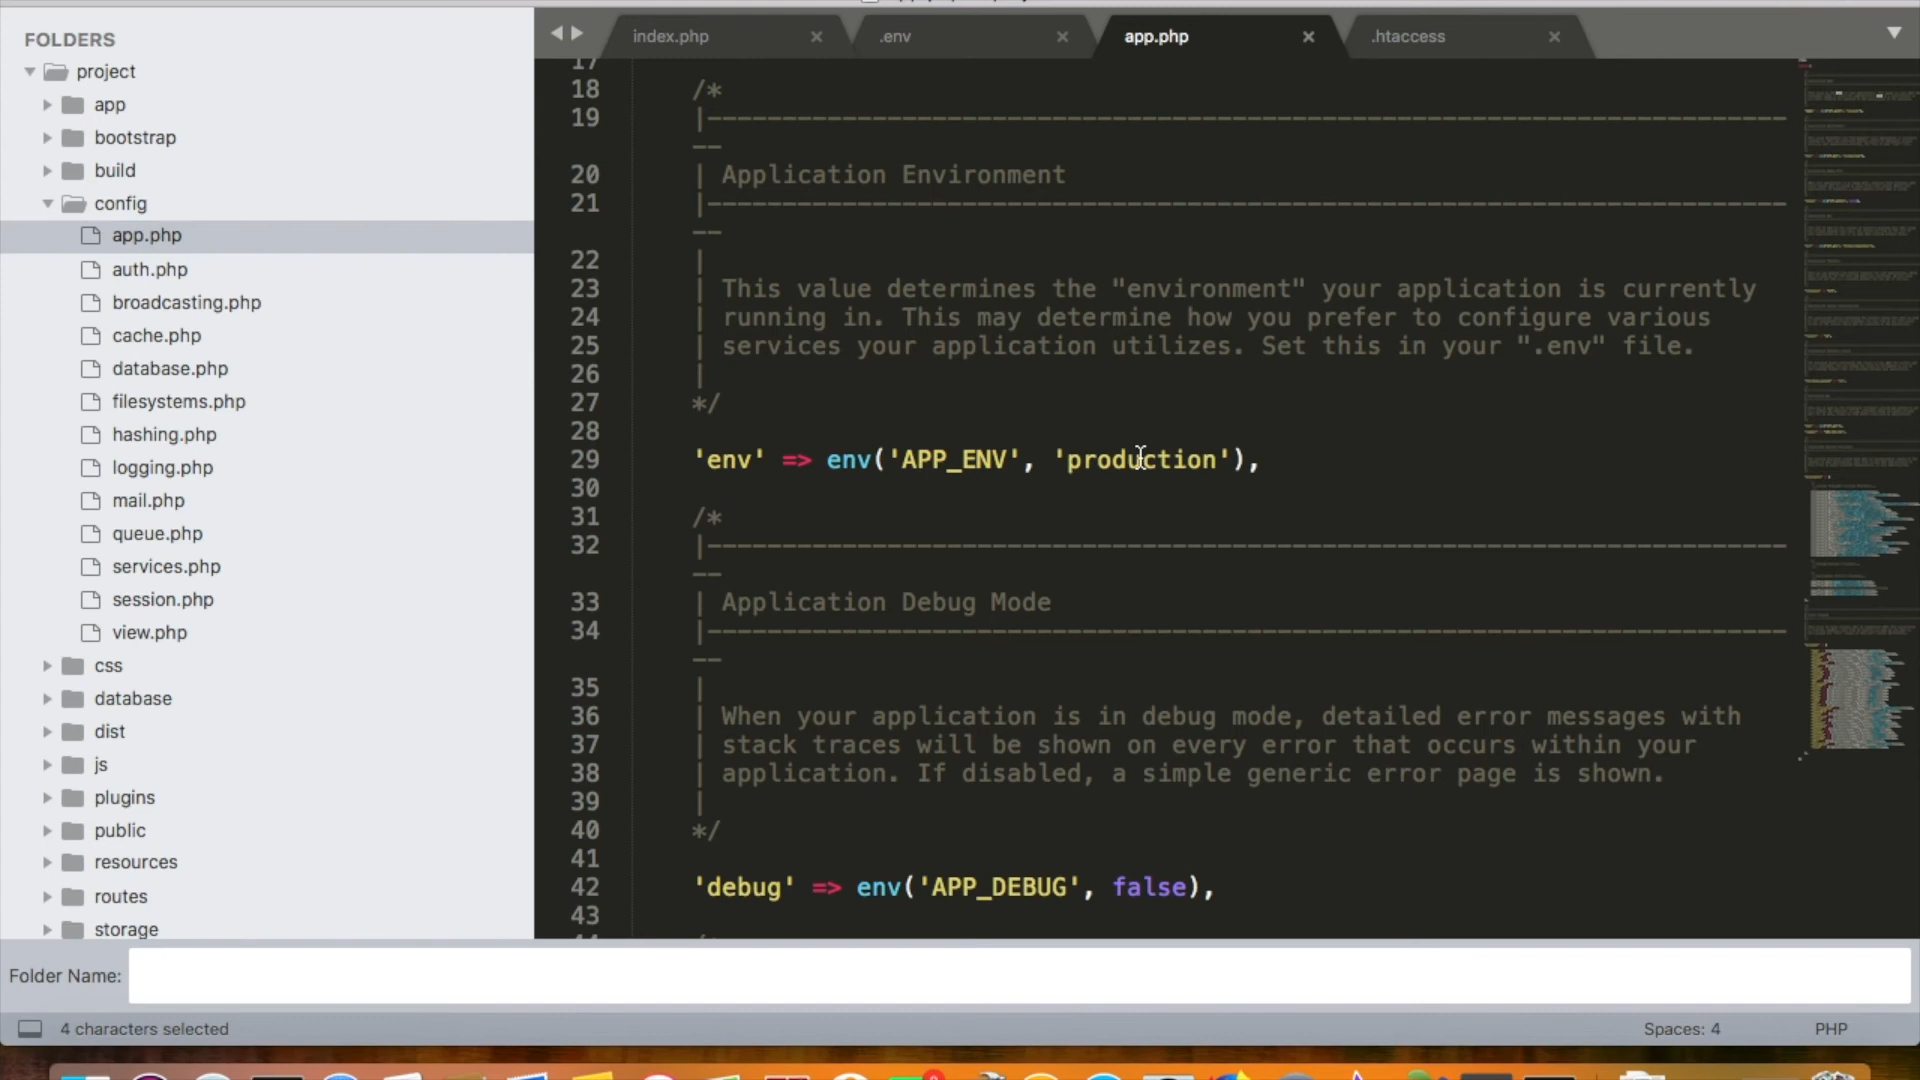 FOLDERS
project
app
bootstrap
build
config
app.php
auth.php
broadcasting.php
cache.php
database.php
filesystems.php
hashing.php
logging.php
mail.php
queue.php
services.php
session.php
view.php
css
database
dist
js
plugins
public
resources
routes
storage
index.php
.env
app.php
.htaccess
17
18 /*
19 |--------------------------------------------------------------------------
20 | Application Environment
21 |--------------------------------------------------------------------------
22 |
23 | This value determines the "environment" your application is currently
24 | running in. This may determine how you prefer to configure various
25 | services your application utilizes. Set this in your ".env" file.
26 |
27 */
28
29 'env' => env('APP_ENV', 'production'),
30
31 /*
32 |--------------------------------------------------------------------------
33 | Application Debug Mode
34 |--------------------------------------------------------------------------
35 |
36 | When your application is in debug mode, detailed error messages with
37 | stack traces will be shown on every error that occurs within your
38 | application. If disabled, a simple generic error page is shown.
39 |
40 */
41
42 'debug' => env('APP_DEBUG', false),
43
Folder Name:
4 characters selected
Spaces: 4
PHP